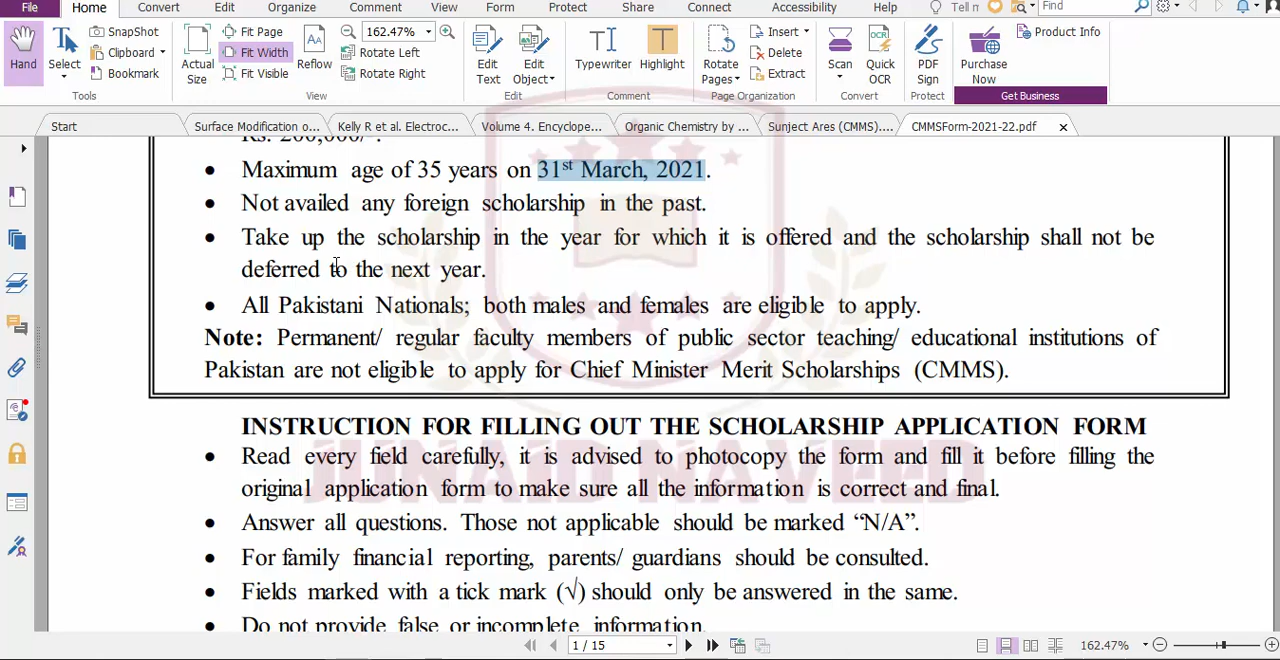 File Home Convert Edit Organize Comment View Form Protect Share Connect Accessibility Help Tell n Find
Hand Select SnapShot Clipboard Bookmark
Tools
Actual Size Fit Page Fit Width Fit Visible Reflow 162.47% Rotate Left Rotate Right
View
Edit Text Edit Object
Edit
Typewriter Highlight
Comment
Rotate Pages Insert Delete Extract
Page Organization
Scan Quick OCR
Convert
PDF Sign
Protect
Purchase Now Product Info
Get Business
Start Surface Modification o... Kelly R et al. Electroc... Volume 4. Encyclope... Organic Chemistry by ... Sunject Ares (CMMS).... CMMSForm-2021-22.pdf
Rs. 200,000/-.
• Maximum age of 35 years on 31st March, 2021.
• Not availed any foreign scholarship in the past.
• Take up the scholarship in the year for which it is offered and the scholarship shall not be
deferred to the next year.
• All Pakistani Nationals; both males and females are eligible to apply.
Note: Permanent/ regular faculty members of public sector teaching/ educational institutions of
Pakistan are not eligible to apply for Chief Minister Merit Scholarships (CMMS).
INSTRUCTION FOR FILLING OUT THE SCHOLARSHIP APPLICATION FORM
• Read every field carefully, it is advised to photocopy the form and fill it before filling the
original application form to make sure all the information is correct and final.
JUNAID NAVEED
• Answer all questions. Those not applicable should be marked “N/A”.
• For family financial reporting, parents/ guardians should be consulted.
• Fields marked with a tick mark (√) should only be answered in the same.
• Do not provide false or incomplete information.
1 / 15 162.47%